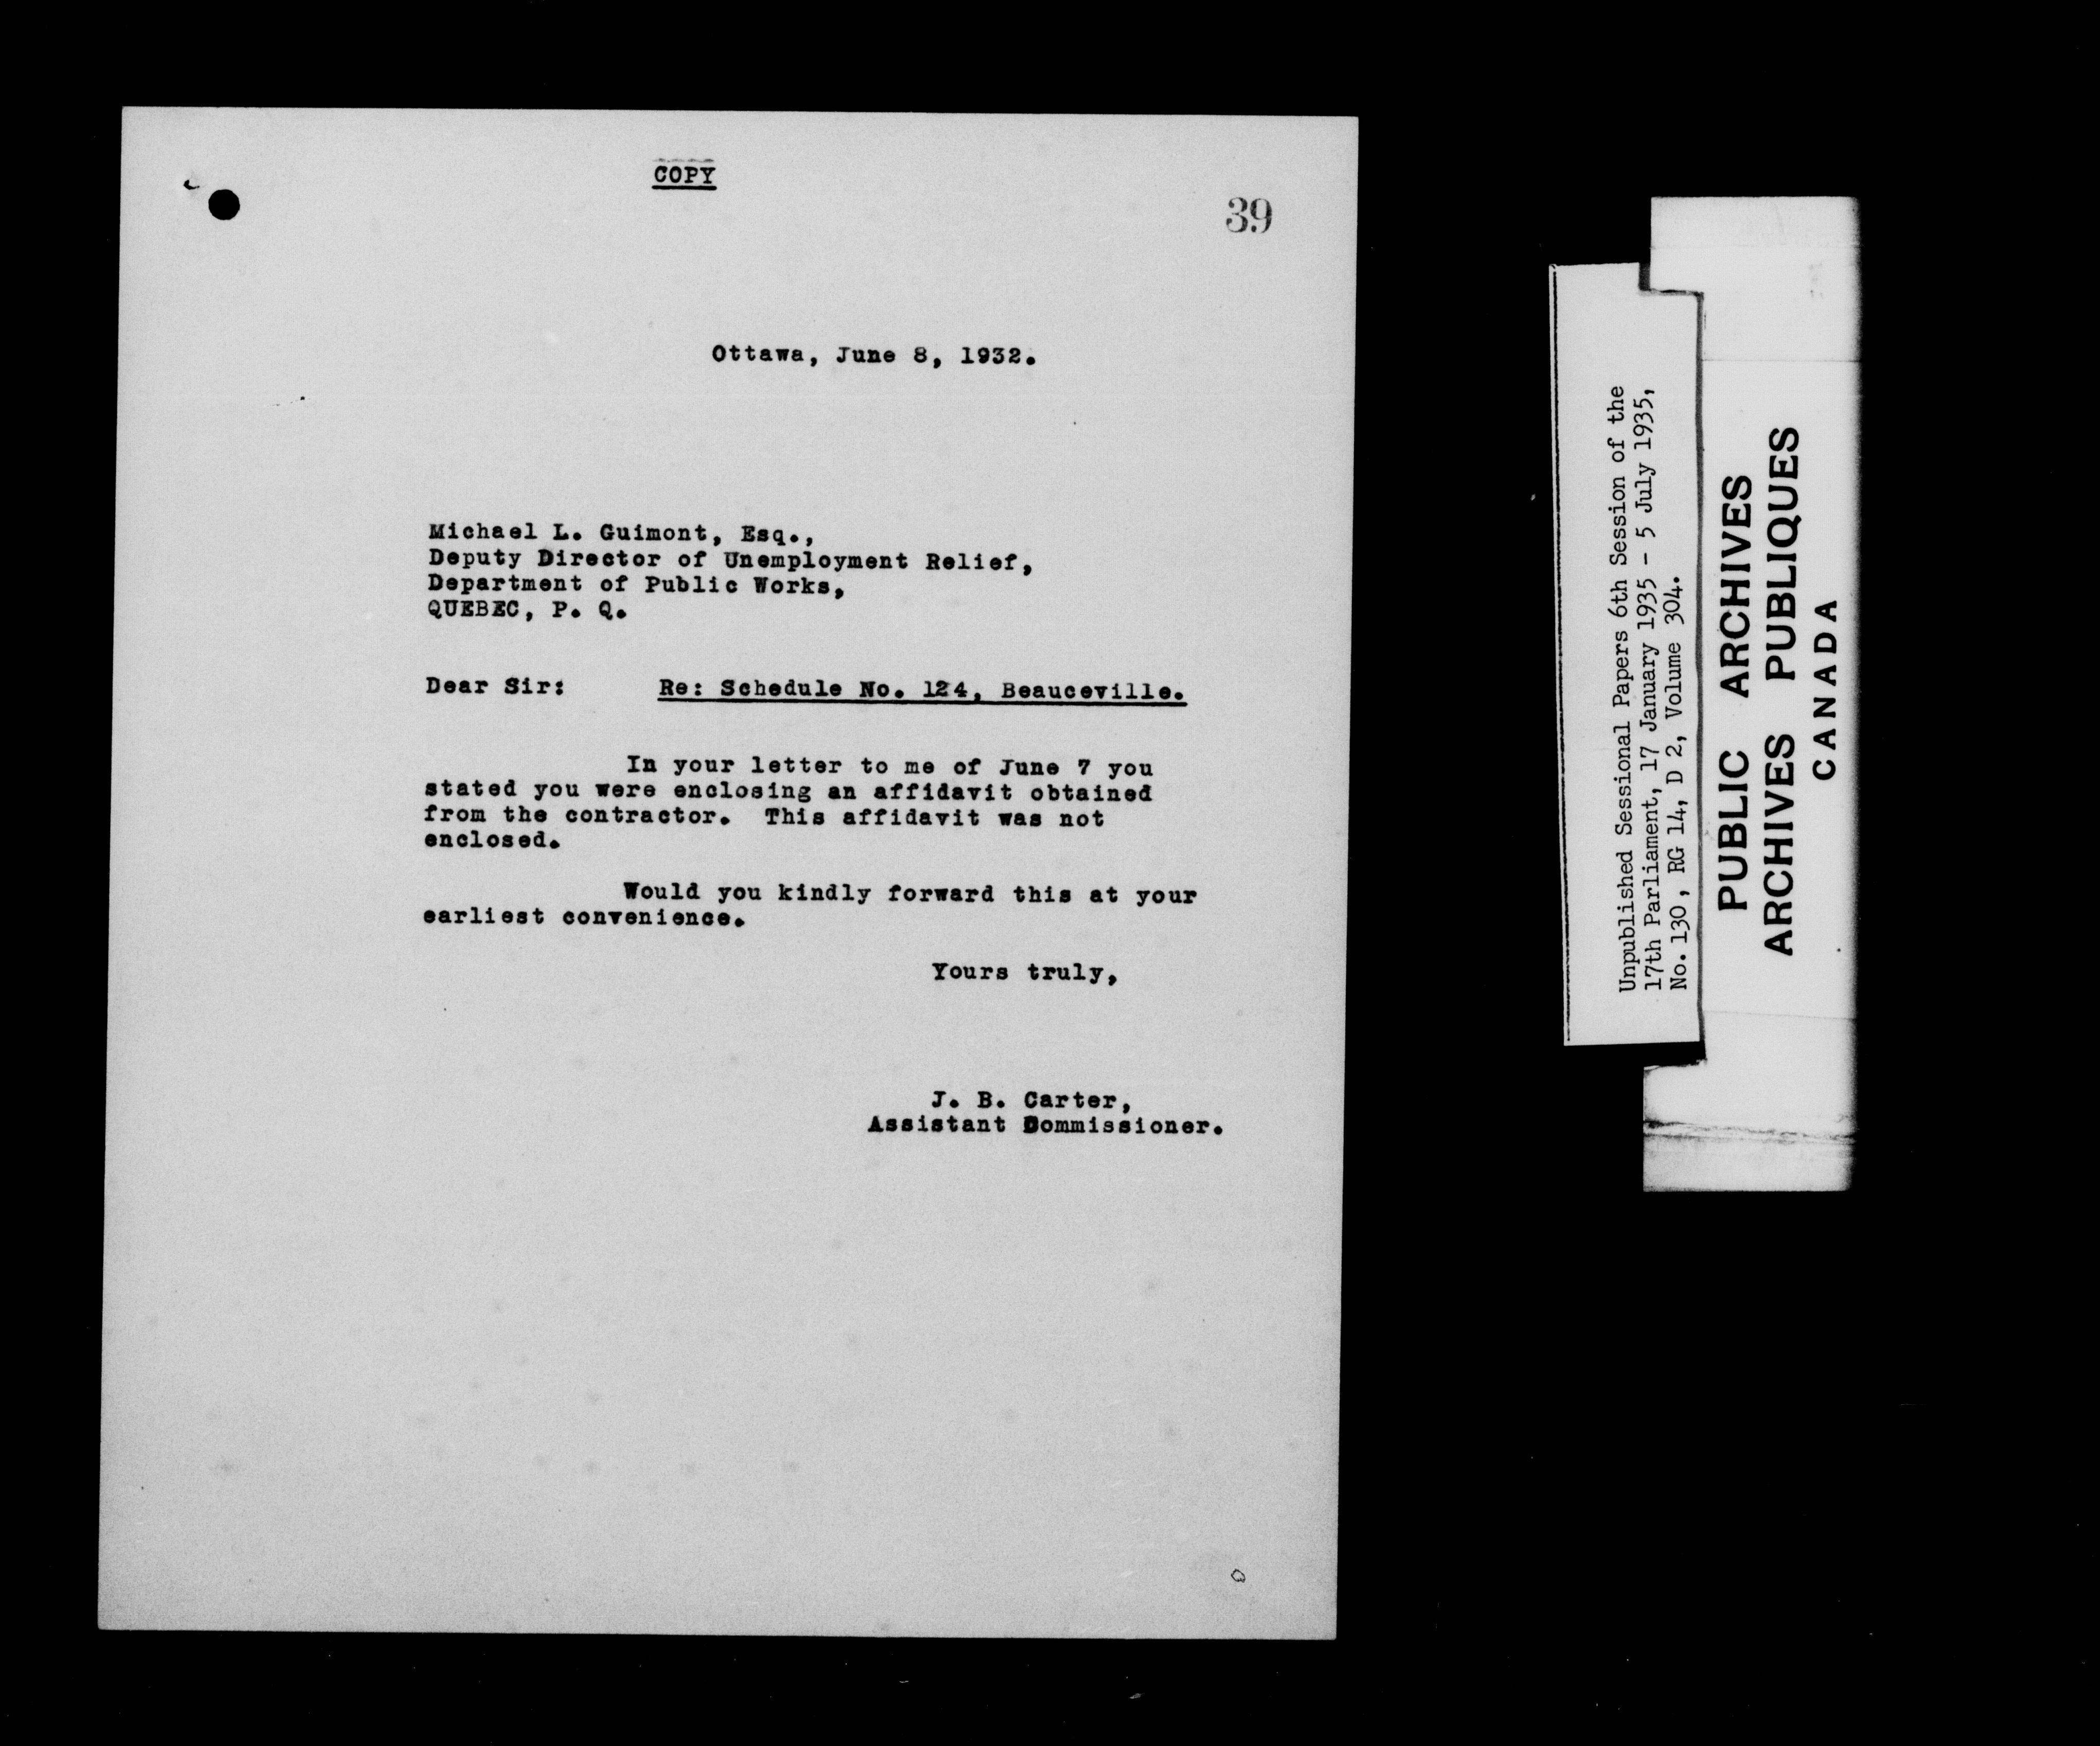 COPY
39
Ottawa, June 8, 1932.
Michael L. Guimont, Esq.,
Deputy Director of Unemployment Relief,
Department of Public Works,
QUEBEC, P. Q.
Dear Sir: Re: Schedule No. 124, Beauceville.
In your letter to me of June 7 you
stated you were enclosing an affidavit obtained
from the contractor. This affidavit was not
enclosed.
Would you kindly forward this at your
earliest convenience.
Yours truly,
J. B. Carter,
Assistant Commissioner.
Unpublished Sessional Papers 6th Session of the
17th Parliament, 17 January 1935 - 5 July 1935,
No. 130, RG 14, D 2, Volume 304.
PUBLIC ARCHIVES
ARCHIVES PUBLIQUES
CANADA